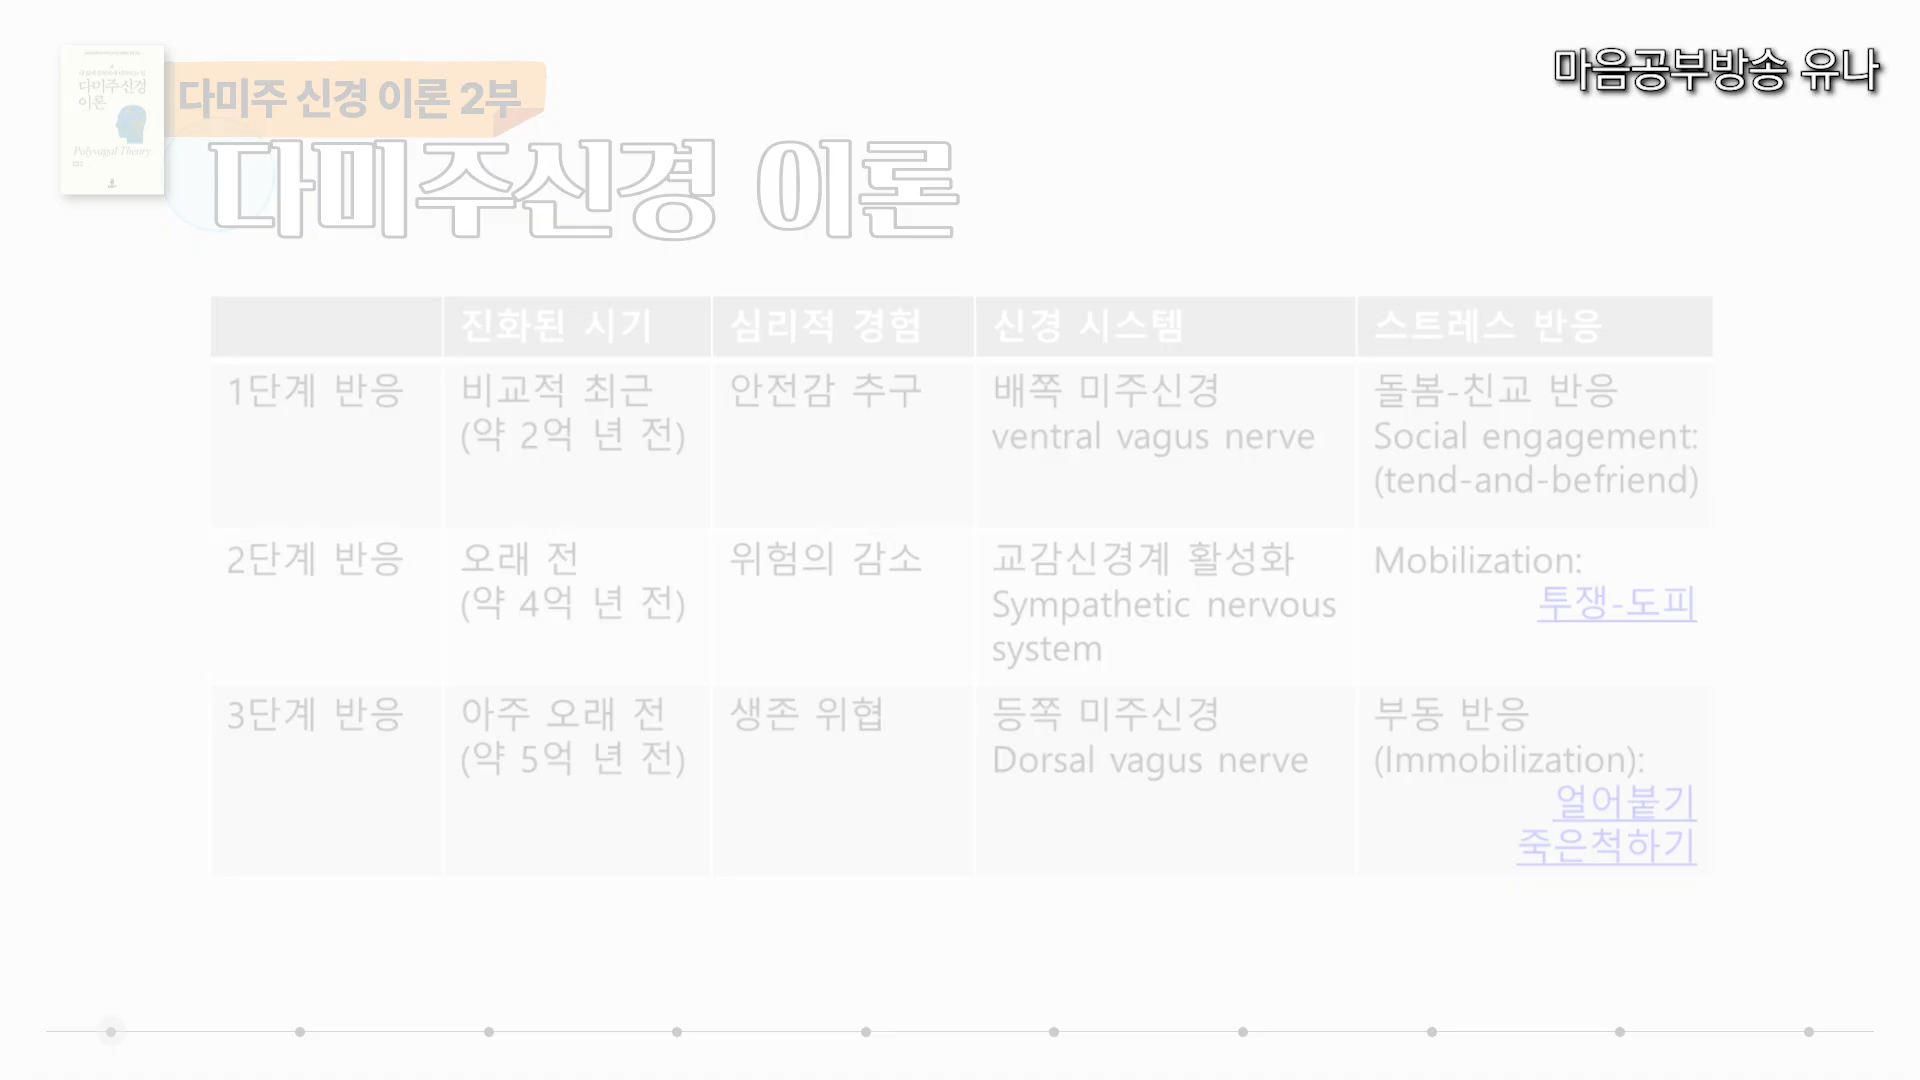 마음공부방송 유나
다미주신경
이론
Polyvagal Theory
다미주 신경 이론 2부
다미주신경 이론
진화된 시기 심리적 경험 신경 시스템 스트레스 반응
1단계 반응 비교적 최근 안전감 추구 배쪽 미주신경 돌봄-친교 반응
(약 2억 년 전) ventral vagus nerve Social engagement:
(tend-and-befriend)
2단계 반응 오래 전 위험의 감소 교감신경계 활성화 Mobilization:
(약 4억 년 전) Sympathetic nervous 투쟁-도피
system
3단계 반응 아주 오래 전 생존 위협 등쪽 미주신경 부동 반응
(약 5억 년 전) Dorsal vagus nerve (Immobilization):
얼어붙기
죽은척하기